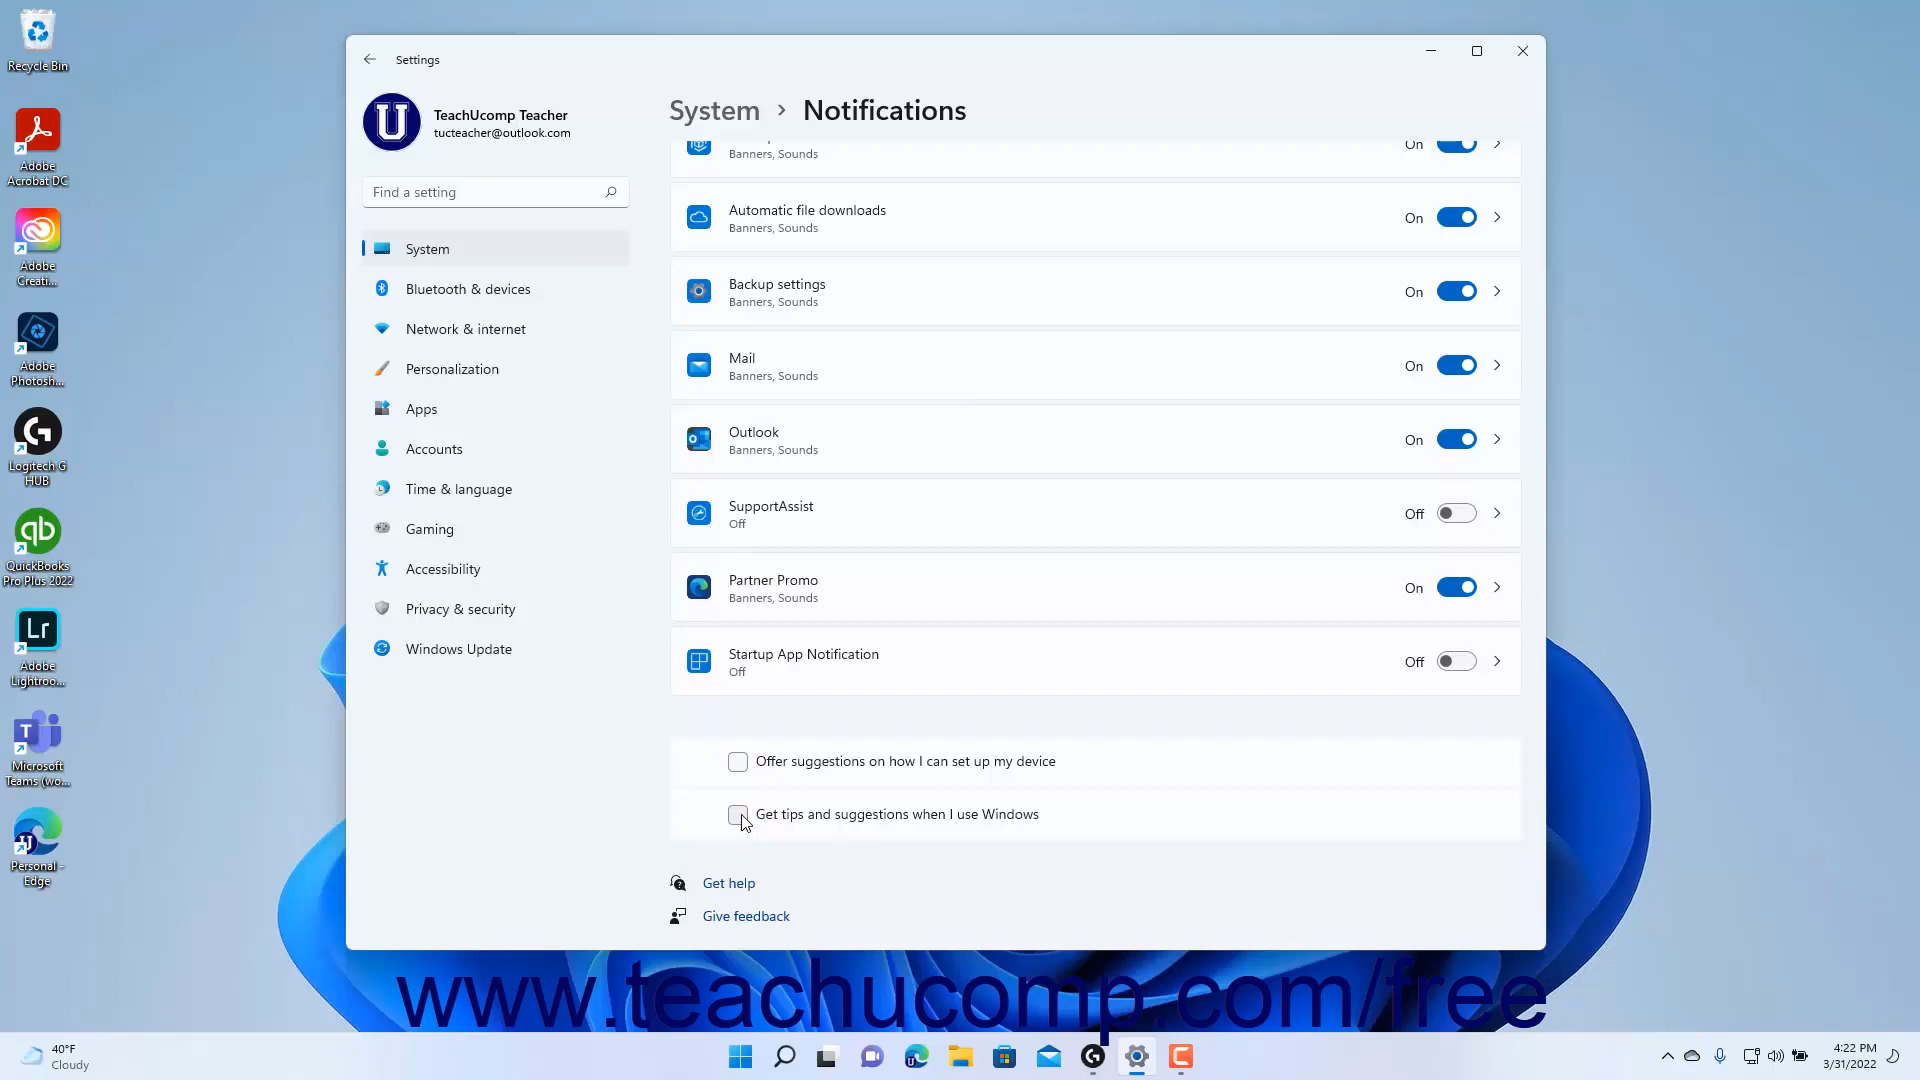 Recycle Bin
Adobe
Acrobat DC
Adobe
Creati...
Adobe
Photosh...
Logitech G
HUB
QuickBooks
Pro Plus 2022
Adobe
Lightroo...
Microsoft
Teams (wo...
Personal -
Edge
Settings
TeachUcomp Teacher
tucteacher@outlook.com
Find a setting
System
Bluetooth & devices
Network & internet
Personalization
Apps
Accounts
Time & language
Gaming
Accessibility
Privacy & security
Windows Update
System > Notifications
Banners, Sounds
On
Automatic file downloads
Banners, Sounds
On
Backup settings
Banners, Sounds
On
Mail
Banners, Sounds
On
Outlook
Banners, Sounds
On
SupportAssist
Off
Off
Partner Promo
Banners, Sounds
On
Startup App Notification
Off
Off
Offer suggestions on how I can set up my device
Get tips and suggestions when I use Windows
Get help
Give feedback
www.teachucomp.com/free
40°F
Cloudy
4:22 PM
3/31/2022